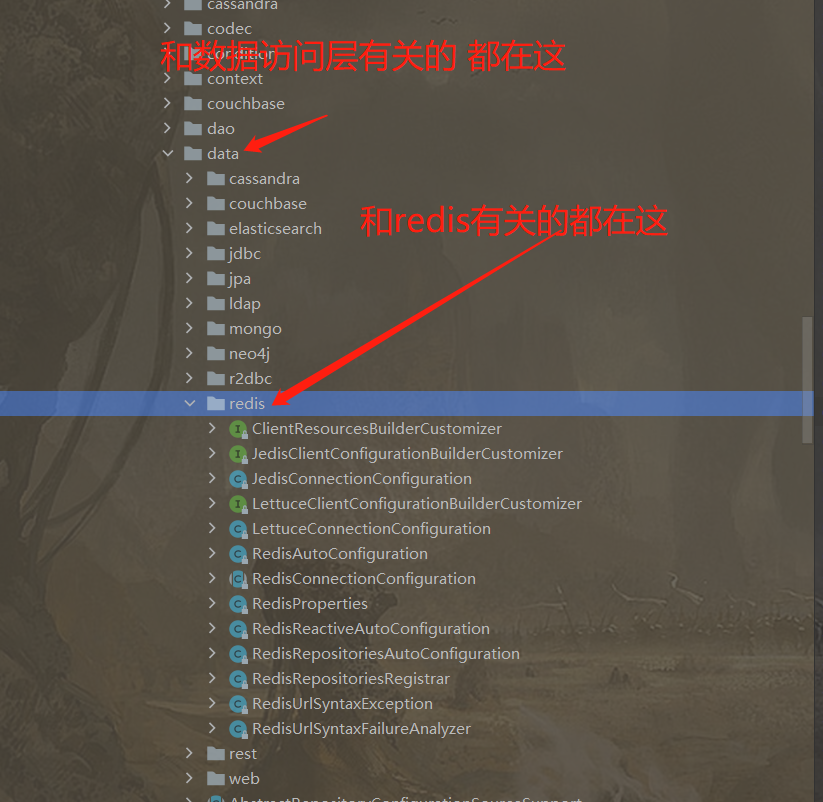 cassandra
codec
condition
和数据访问层有关的 都在这
context
couchbase
dao
data
cassandra
couchbase
elasticsearch
和redis有关的都在这
jdbc
jpa
ldap
mongo
neo4j
r2dbc
redis
ClientResourcesBuilderCustomizer
JedisClientConfigurationBuilderCustomizer
JedisConnectionConfiguration
LettuceClientConfigurationBuilderCustomizer
LettuceConnectionConfiguration
RedisAutoConfiguration
RedisConnectionConfiguration
RedisProperties
RedisReactiveAutoConfiguration
RedisRepositoriesAutoConfiguration
RedisRepositoriesRegistrar
RedisUrlSyntaxException
RedisUrlSyntaxFailureAnalyzer
rest
web
AbstractRepositoryConfigurationSourceSupport